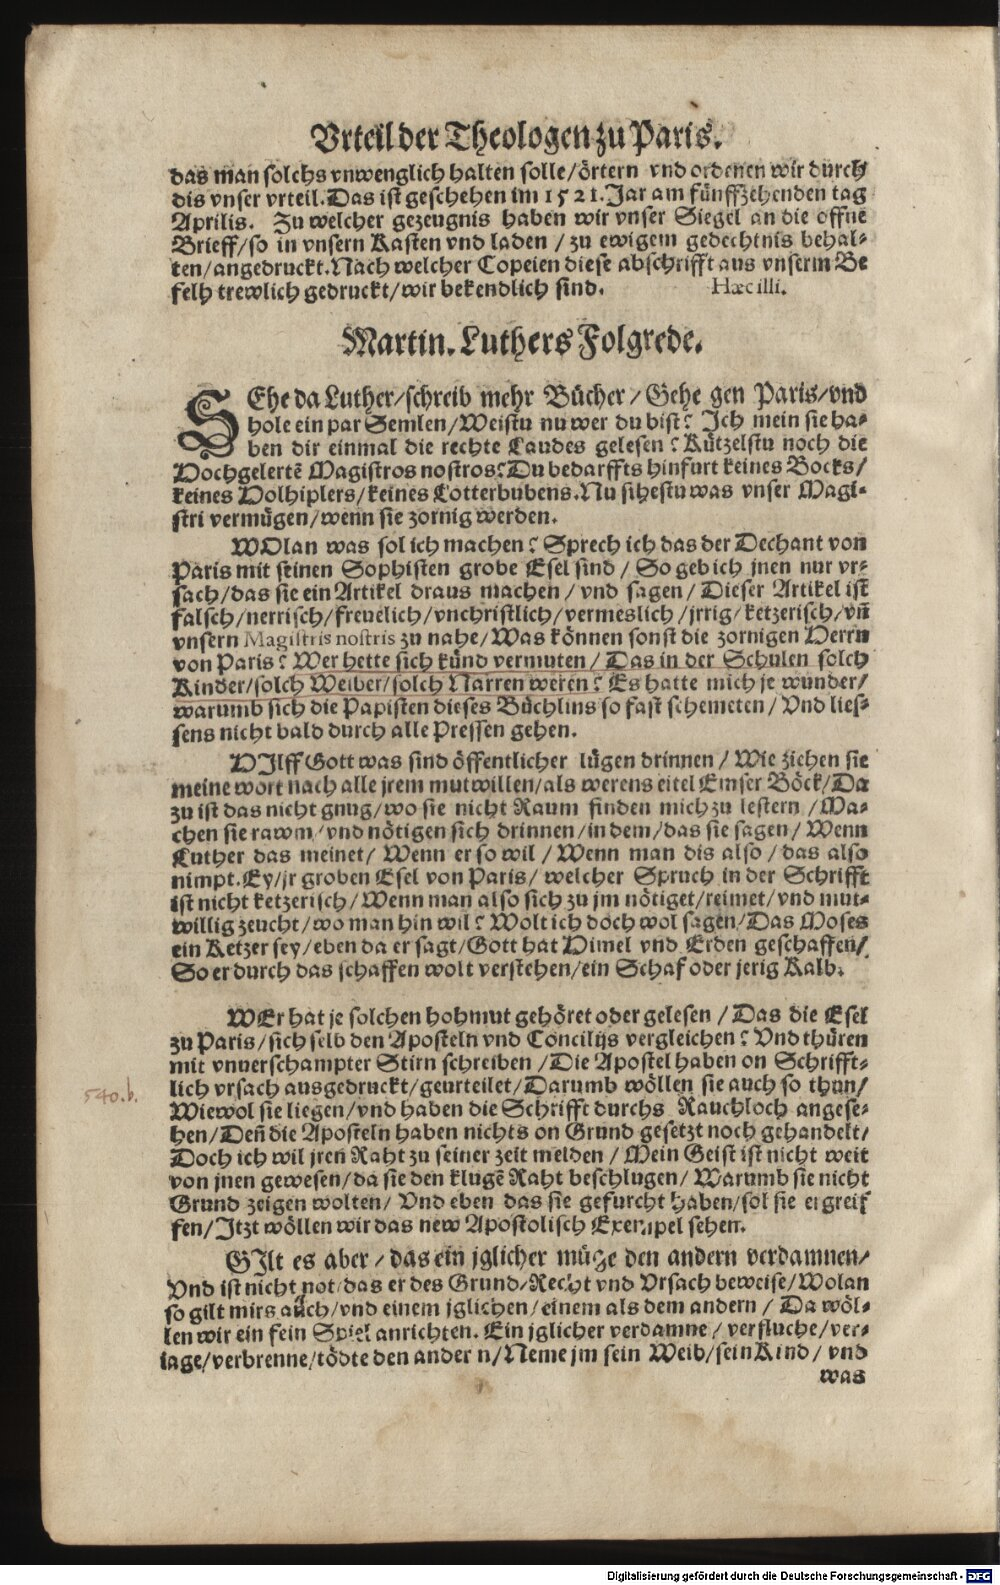 Vrteil der Theologen zu Paris.
das man solchs vnwenglich halten solle/örtern vnd ordenen wir durch
dis vnser vrteil. Das ist geschehen im 1521. Jar am fünffzehenden tag
Aprilis. Zu welcher gezeugnis haben wir vnser Siegel an die offnē
Brieff/so in vnsern Kasten vnd laden/zu ewigem gedechtnis behal-
ten/angedruckt. Nach welcher Copeien diese abschrifft aus vnserm Be
felh trewlich gedruckt/wir bekendlich sind. Hæc illi.
Martin. Luthers Folgrede.
SEhe da Luther/schreib mehr Bücher/Gehe gen Paris/vnd
hole ein par Semlen/Weistu nu wer du bist? Ich mein sie ha-
ben dir einmal die rechte Laudes gelesen? Kützelstu noch die
Hochgelertē Magistros nostros? Du bedarffts hinfurt keines Bocks/
keines Holhiplers/keines Lotterbubens. Nu sihestu was vnser Magi-
stri vermügen/wenn sie zornig werden.
WOlan was sol ich machen? Sprech ich das der Dechant von
Paris mit seinen Sophisten grobe Esel sind/So geb ich jnen nur vr-
sach/das sie ein Artikel draus machen/vnd sagen/Dieser Artikel ist
falsch/nerrisch/freuelich/vnchristlich/vermeslich/jrrig/ketzerisch/vñ
vnsern Magistris nostris zu nahe/Was können sonst die zornigen Herrn
von Paris? Wer hette sich künd vermuten/Das in der Schulen solch
Kinder/solch Weiber/solch Narren weren? Es hatte mich je wunder/
warumb sich die Papisten dieses Büchlins so fast schemeten/Vnd lies-
sens nicht bald durch alle Pressen gehen.
HIlff Gott was sind öffentlicher lügen drinnen/Wie ziehen sie
meine wort nach alle jrem mutwillen/als werens eitel Emser Böck/Da
zu ist das nicht gnug/wo sie nicht Raum finden mich zu lestern/Ma-
chen sie rawm/vnd nötigen sich drinnen/in dem/das sie sagen/Wenn
Luther das meinet/Wenn er so wil/Wenn man dis also/das also
nimpt. Ey/jr groben Esel von Paris/welcher Spruch in der Schrifft
ist nicht ketzerisch/Wenn man also sich zu jm nötiget/reimet/vnd mut-
willig zeucht/wo man hin wil? Wolt ich doch wol sagen/Das Moses
ein Ketzer sey/eben da er sagt/Gott hat Himel vnd Erden geschaffen/
So er durch das schaffen wolt verstehen/ein Schaf oder jerig Kalb.
WEr hat je solchen hohmut gehöret oder gelesen/Das die Esel
zu Paris/sich selb den Aposteln vnd Concilijs vergleichen? Vnd thüren
mit vnuerschampter Stirn schreiben/Die Apostel haben on Schrifft-
lich vrsach ausgedruckt/geurteilet/Darumb wöllen sie auch so thun/
540.b.
Wiewol sie liegen/vnd haben die Schrifft durchs Rauchloch angese-
hen/Deñ die Aposteln haben nichts on Grund gesetzt noch gehandelt/
Doch ich wil jren Raht zu seiner zeit melden/Mein Geist ist nicht weit
von jnen gewesen/da sie den klugē Raht beschlugen/Warumb sie nicht
Grund zeigen wolten/Vnd eben das sie gefurcht haben/sol sie ergreif
fen/Itzt wöllen wir das new Apostolisch Exempel sehen.
GIlt es aber/das ein jglicher müge den andern verdamnen/
Vnd ist nicht not/das er des Grund/Recht vnd Vrsach beweise/Wolan
so gilt mirs auch/vnd einem jglichen/einem als dem andern/Da wöl-
len wir ein fein Spiel anrichten. Ein jglicher verdamne/verfluche/ver-
iage/verbrenne/tödte den andern/Neme jm sein Weib/sein Kind/vnd
was
Digitalisierung gefördert durch die Deutsche Forschungsgemeinschaft - DFG